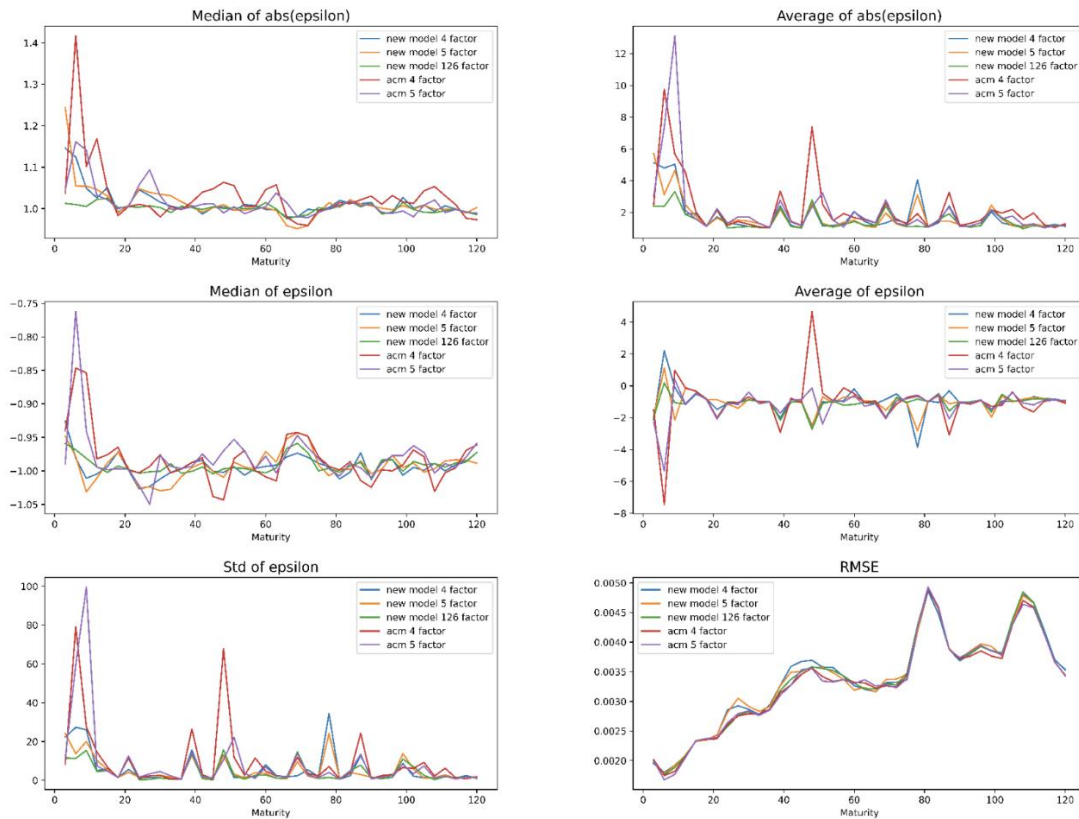 Median of abs(epsilon)
1.4
1.3
1.2
1.1
1.0
0
20
40
60
80
100
120
Maturity
new model 4 factor
new model 5 factor
new model 126 factor
acm 4 factor
acm 5 factor
Average of abs(epsilon)
12
10
8
6
4
2
0
20
40
60
80
100
120
Maturity
new model 4 factor
new model 5 factor
new model 126 factor
acm 4 factor
acm 5 factor
Median of epsilon
−0.75
−0.80
−0.85
−0.90
−0.95
−1.00
−1.05
0
20
40
60
80
100
120
Maturity
new model 4 factor
new model 5 factor
new model 126 factor
acm 4 factor
acm 5 factor
Average of epsilon
4
2
0
−2
−4
−6
−8
0
20
40
60
80
100
120
Maturity
new model 4 factor
new model 5 factor
new model 126 factor
acm 4 factor
acm 5 factor
Std of epsilon
100
80
60
40
20
0
0
20
40
60
80
100
120
Maturity
new model 4 factor
new model 5 factor
new model 126 factor
acm 4 factor
acm 5 factor
RMSE
0.0050
0.0045
0.0040
0.0035
0.0030
0.0025
0.0020
0
20
40
60
80
100
120
Maturity
new model 4 factor
new model 5 factor
new model 126 factor
acm 4 factor
acm 5 factor